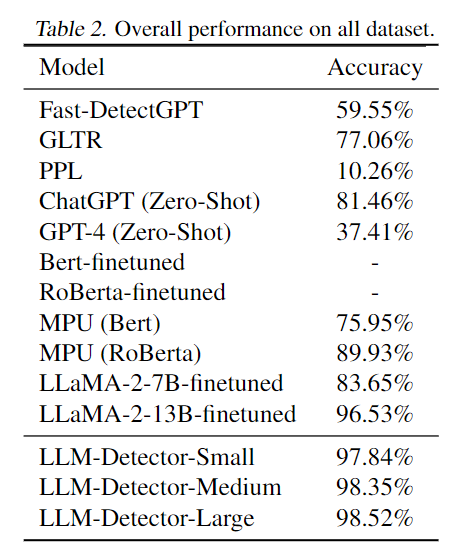 Table 2. Overall performance on all dataset.
Model Accuracy
Fast-DetectGPT 59.55%
GLTR 77.06%
PPL 10.26%
ChatGPT (Zero-Shot) 81.46%
GPT-4 (Zero-Shot) 37.41%
Bert-finetuned -
RoBerta-finetuned -
MPU (Bert) 75.95%
MPU (RoBerta) 89.93%
LLaMA-2-7B-finetuned 83.65%
LLaMA-2-13B-finetuned 96.53%
LLM-Detector-Small 97.84%
LLM-Detector-Medium 98.35%
LLM-Detector-Large 98.52%